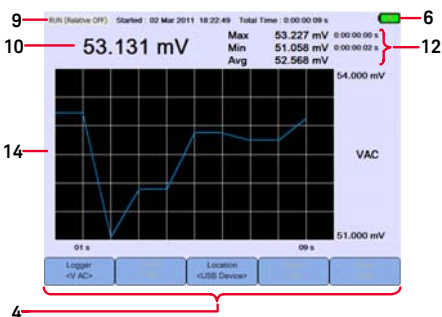 9
RUN (Relative OFF) Started : 02 Mar 2011 18:22:49 Total Time : 0:00:00:09 s
6
10
53.131 mV
Max 53.227 mV 0:00:00:00 s
Min 51.058 mV 0:00:00:02 s
Avg 52.568 mV
12
54.000 mV
14
VAC
51.000 mV
01 s
09 s
Logger
<V AC>
Location
<USB Device>
4